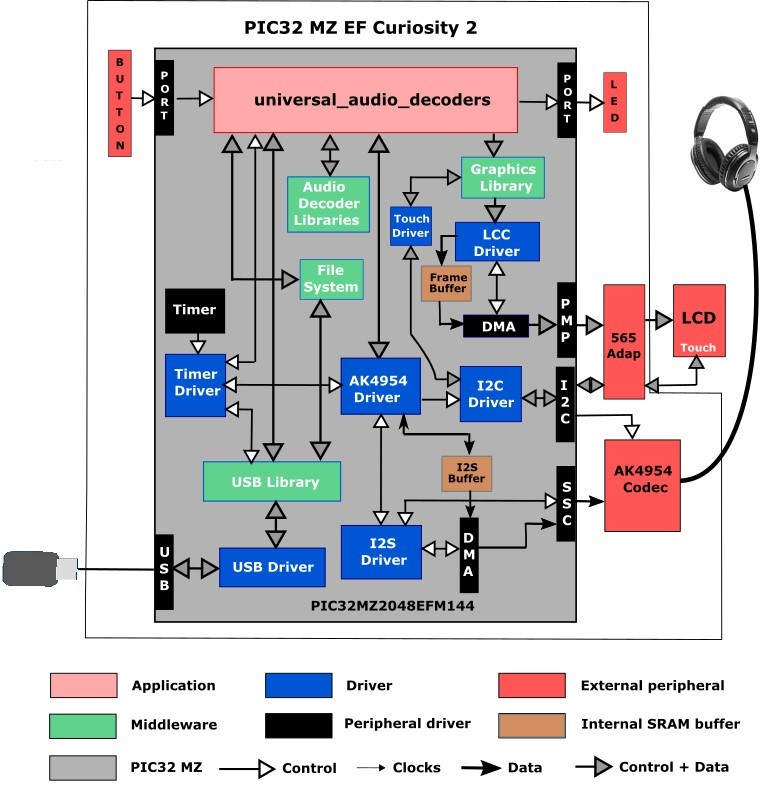 PIC32 MZ EF Curiosity 2
BUTTON
PORT
universal_audio_decoders
PORT
LED
Audio
Decoder
Libraries
Graphics
Library
Touch
Driver
LCC
Driver
File
System
Frame
Buffer
Timer
DMA
PMP
565
Adap
LCD
Touch
Timer
Driver
AK4954
Driver
I2C
Driver
I2C
USB Library
I2S
Buffer
AK4954
Codec
SSC
I2S
Driver
DMA
USB
USB Driver
PIC32MZ2048EFM144
Application
Driver
External peripheral
Middleware
Peripheral driver
Internal SRAM buffer
PIC32 MZ
Control
Clocks
Data
Control + Data